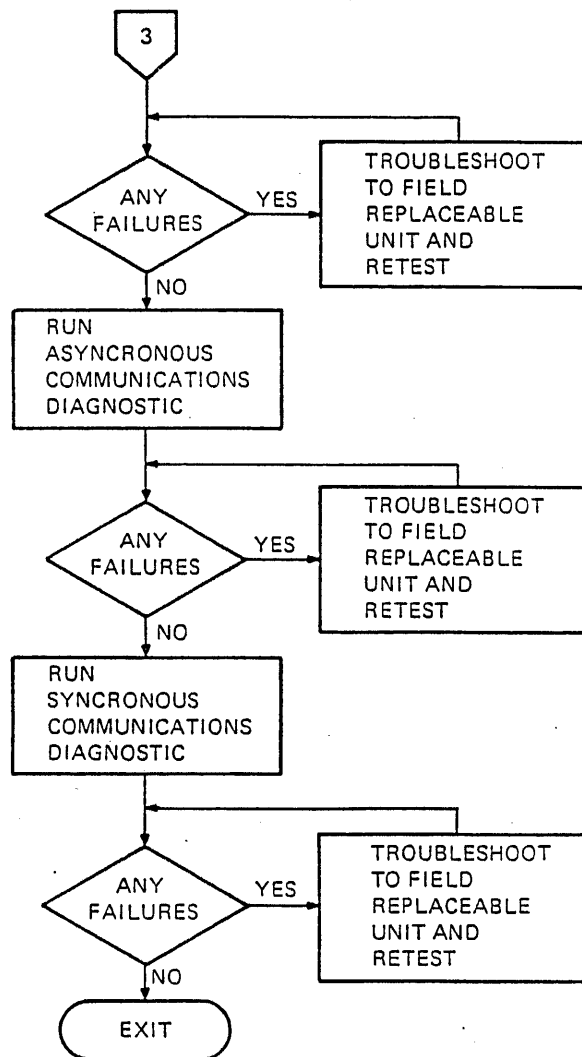 3
ANY
FAILURES
YES
TROUBLESHOOT
TO FIELD
REPLACEABLE
UNIT AND
RETEST
NO
RUN
ASYNCRONOUS
COMMUNICATIONS
DIAGNOSTIC
ANY
FAILURES
YES
TROUBLESHOOT
TO FIELD
REPLACEABLE
UNIT AND
RETEST
NO
RUN
SYNCRONOUS
COMMUNICATIONS
DIAGNOSTIC
ANY
FAILURES
YES
TROUBLESHOOT
TO FIELD
REPLACEABLE
UNIT AND
RETEST
NO
EXIT